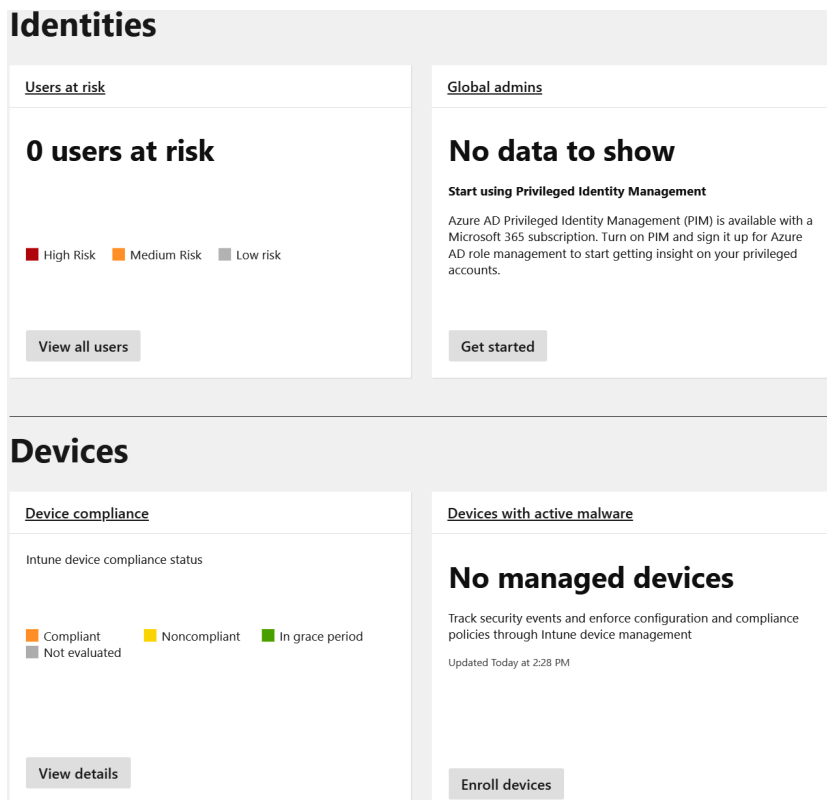 Identities
Users at risk
0 users at risk
High Risk Medium Risk Low risk
View all users
Global admins
No data to show
Start using Privileged Identity Management
Azure AD Privileged Identity Management (PIM) is available with a
Microsoft 365 subscription. Turn on PIM and sign it up for Azure
AD role management to start getting insight on your privileged
accounts.
Get started
Devices
Device compliance
Intune device compliance status
Compliant Noncompliant In grace period
Not evaluated
View details
Devices with active malware
No managed devices
Track security events and enforce configuration and compliance
policies through Intune device management
Updated Today at 2:28 PM
Enroll devices